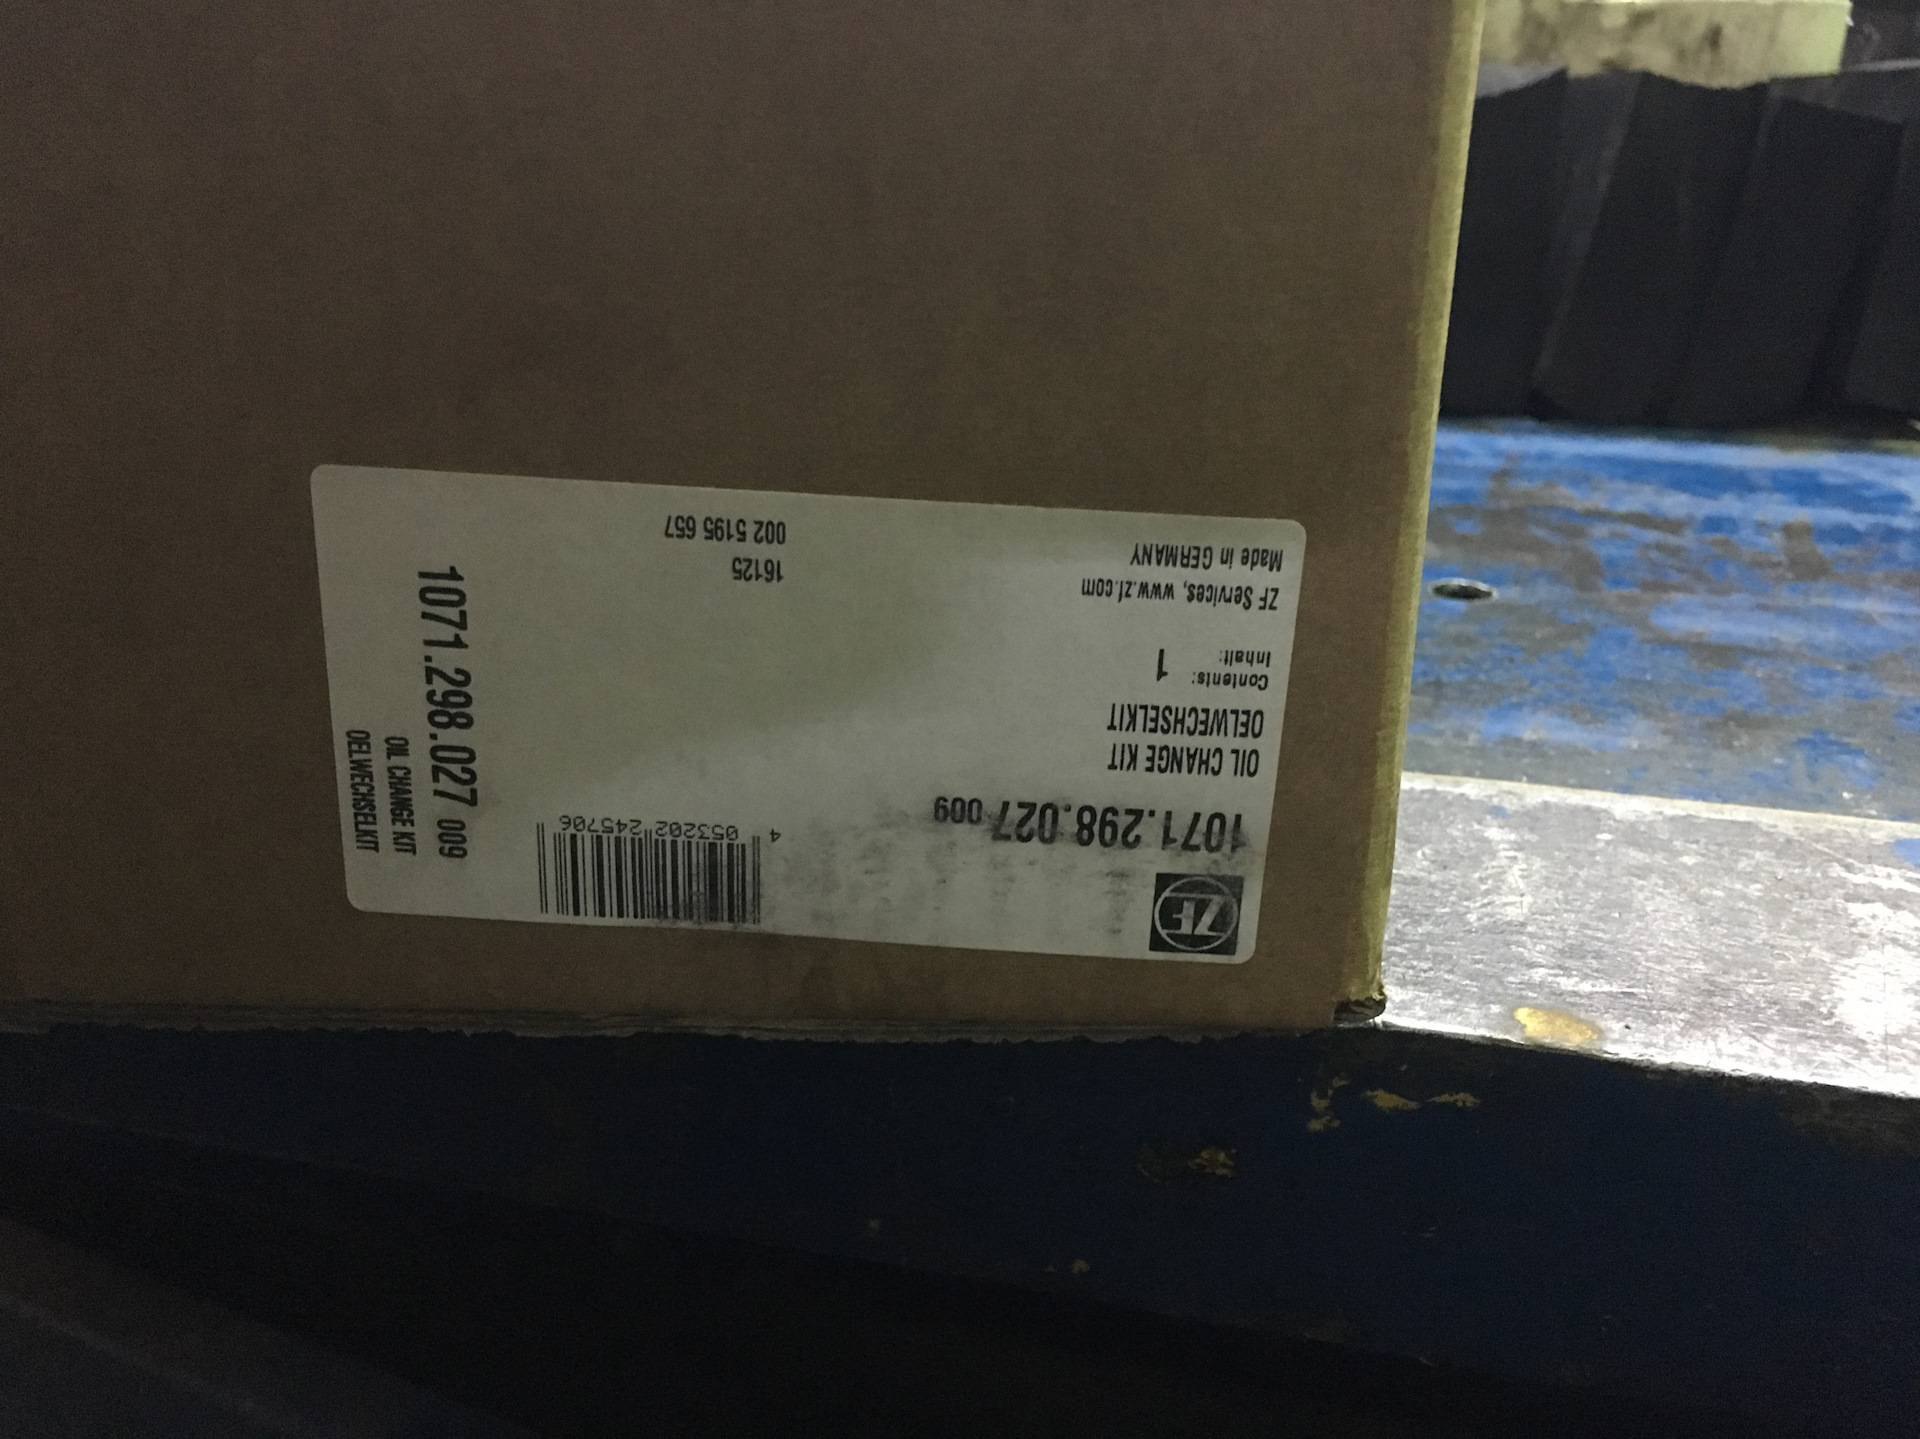 ZF
1071.298.027 009
OIL CHANGE KIT
OELWECHSELKIT
Contents:
Inhalt:
1
ZF Services, www.zf.com
Made in GERMANY
4 053202 245706
16125
002 5195 657
1071.298.027 009
OIL CHANGE KIT
OELWECHSELKIT